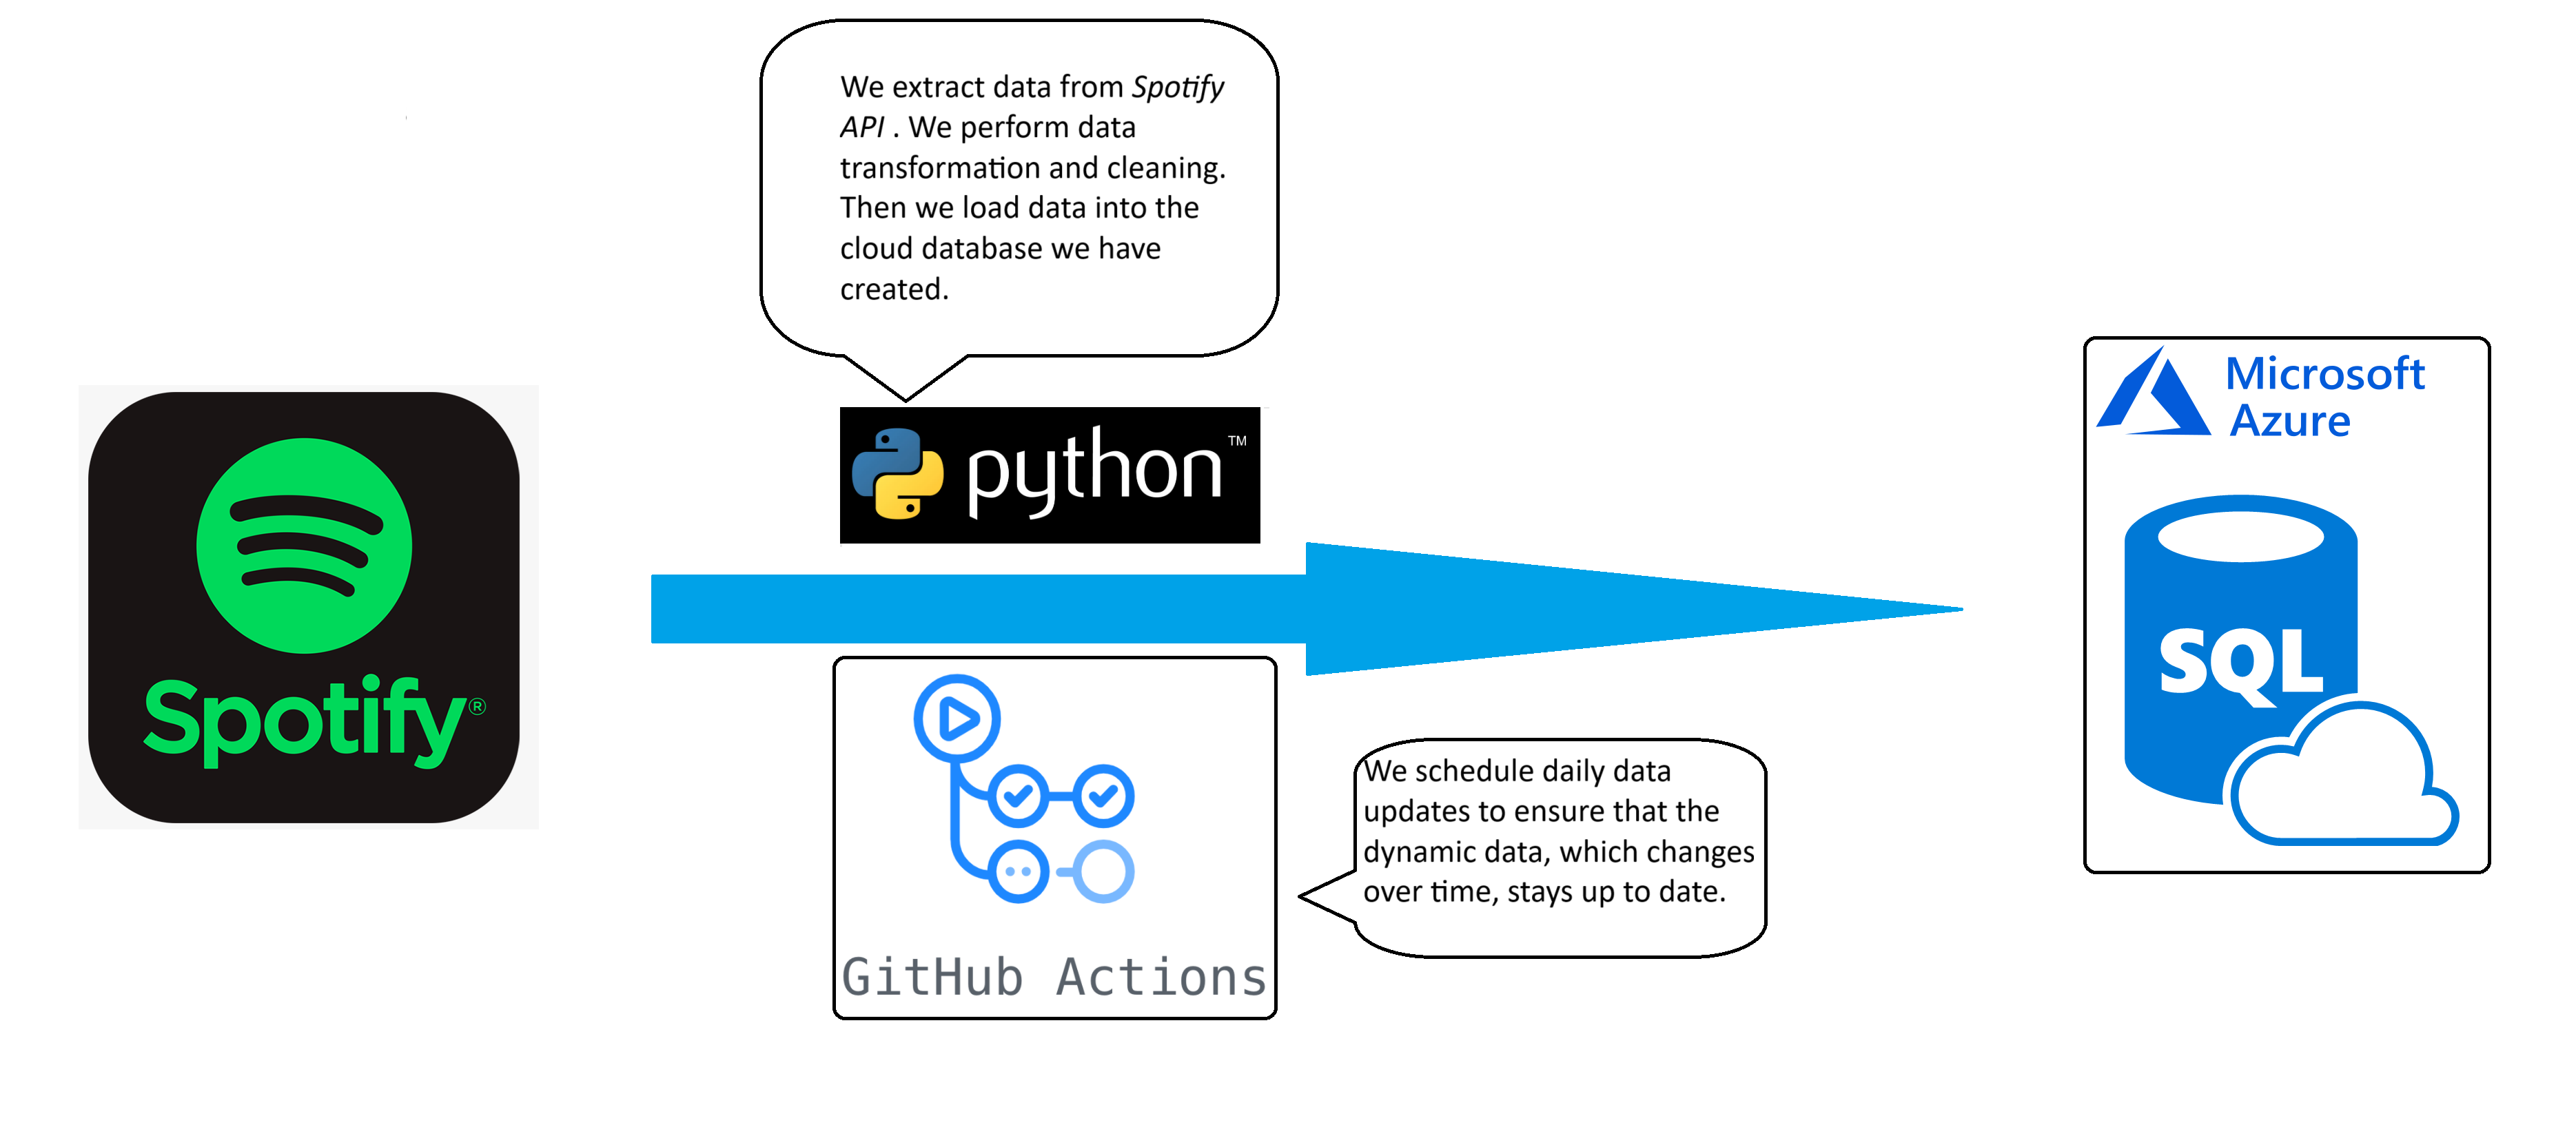 We extract data from Spotify
API . We perform data
transformation and cleaning.
Then we load data into the
cloud database we have
created.
Spotify®
python™
Microsoft
Azure
SQL
We schedule daily data
updates to ensure that the
dynamic data, which changes
over time, stays up to date.
GitHub Actions